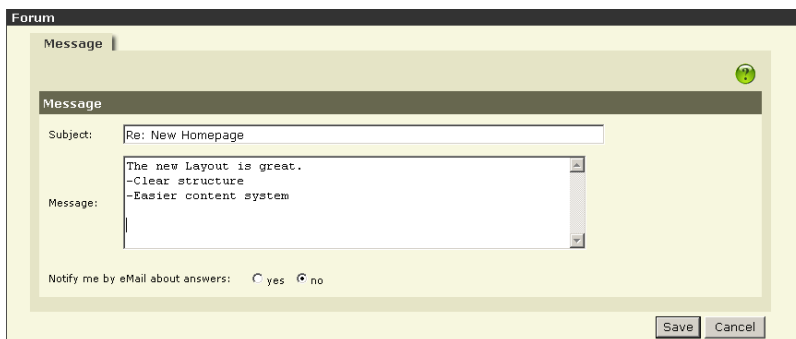 Forum
Message
?
Message
Subject: Re: New Homepage
Message:
The new Layout is great.
-Clear structure
-Easier content system
Notify me by eMail about answers: yes no
Save Cancel